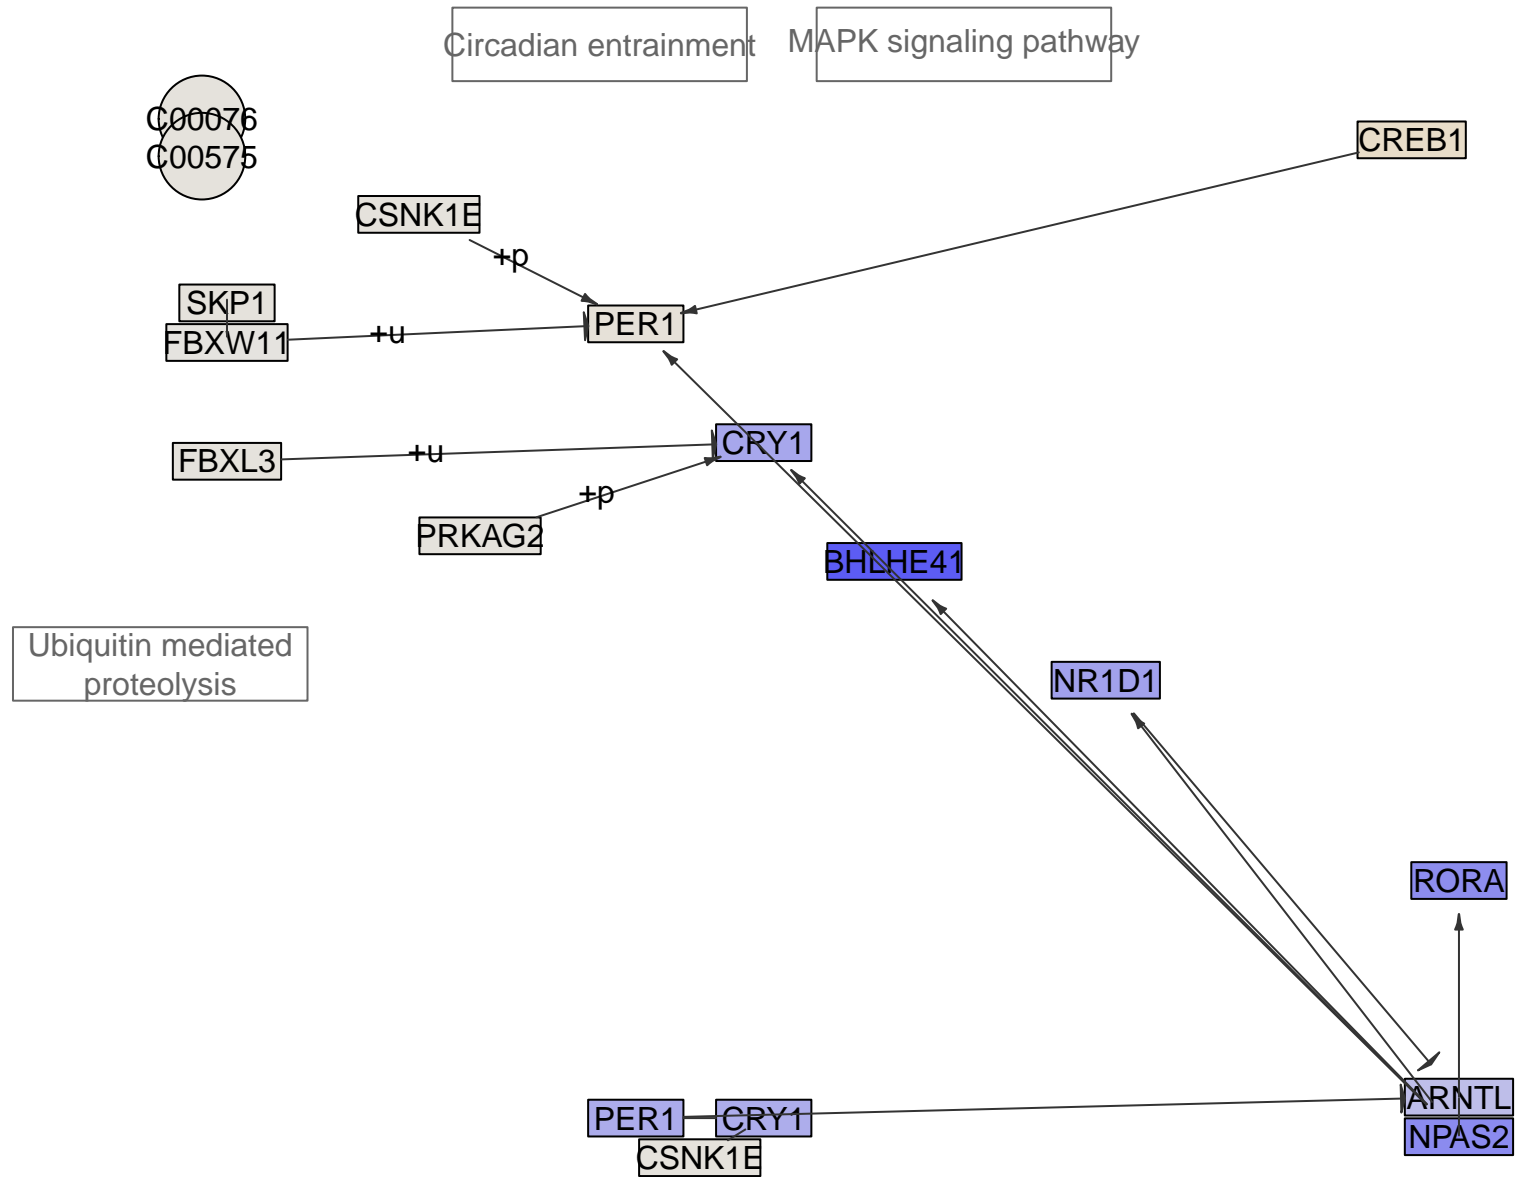 Circadian entrainment
MAPK signaling pathway
C00076
C00575
CREB1
CSNK1E
+p
SKP1
FBXW11
+u
PER1
CRY1
FBXL3
+u
+p
PRKAG2
BHLHE41
Ubiquitin mediated
proteolysis
NR1D1
RORA
ARNTL
NPAS2
PER1
CRY1
CSNK1E